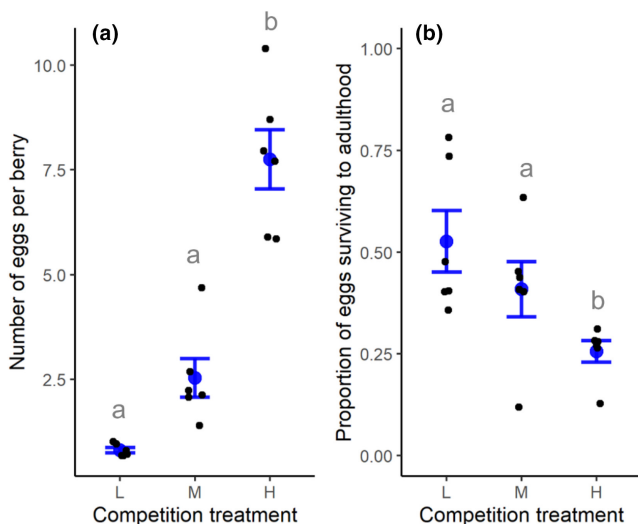 (a)
Number of eggs per berry
10.0
7.5
5.0
2.5
a
a
b
L M H
Competition treatment
(b)
Proportion of eggs surviving to adulthood
1.00
0.75
0.50
0.25
0.00
a
a
b
L M H
Competition treatment